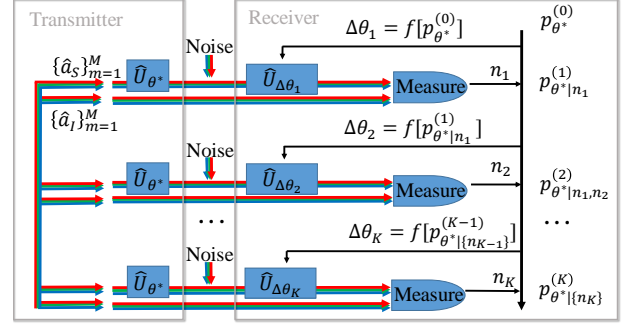 Transmitter
Receiver
Δθ₁ = f[p_{θ*}^{(0)}]
p_{θ*}^{(0)}
Noise
{â_S}_{m=1}^M
Û_{θ*}
Û_{Δθ₁}
Measure
n₁
p_{θ*|n₁}^{(1)}
{â_I}_{m=1}^M
Δθ₂ = f[p_{θ*|n₁}^{(1)}]
Noise
Û_{θ*}
Û_{Δθ₂}
Measure
n₂
p_{θ*|n₁,n₂}^{(2)}
...
...
Δθ_K = f[p_{θ*|{n_{K-1}}}^{(K-1)}]
Noise
Û_{θ*}
Û_{Δθ_K}
Measure
n_K
p_{θ*|{n_K}}^{(K)}